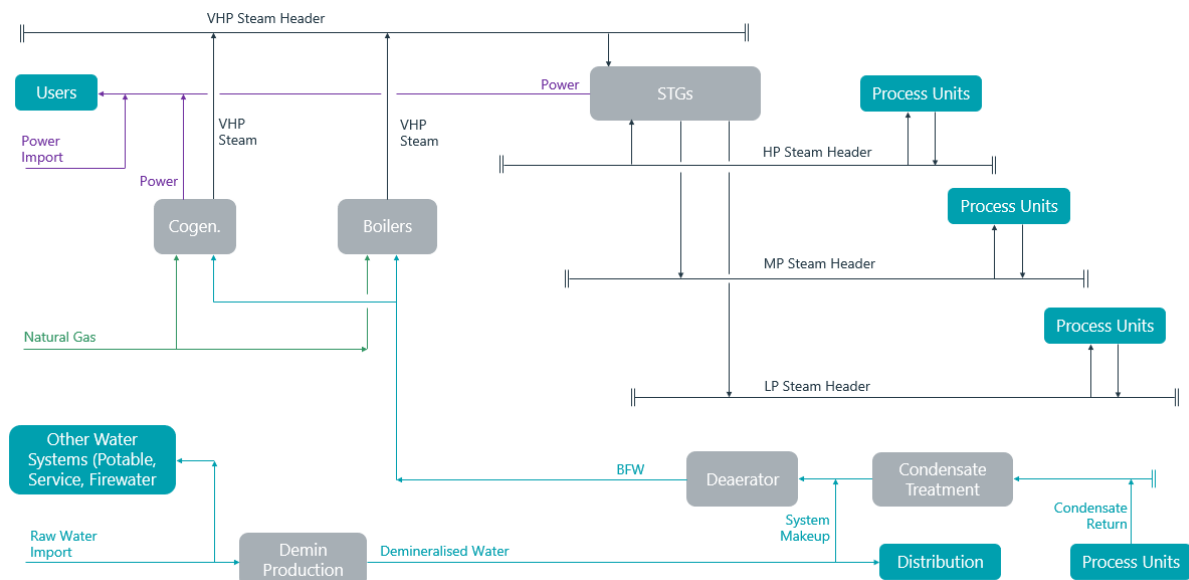 VHP Steam Header
Users
Power
STGs
Process Units
VHP
Steam
VHP
Steam
Power
Import
HP Steam Header
Power
Cogen.
Boilers
Process Units
MP Steam Header
Natural Gas
Process Units
LP Steam Header
Other Water
Systems (Potable,
Service, Firewater
BFW
Deaerator
Condensate
Treatment
System
Makeup
Condensate
Return
Raw Water
Import
Demin
Production
Demineralised Water
Distribution
Process Units